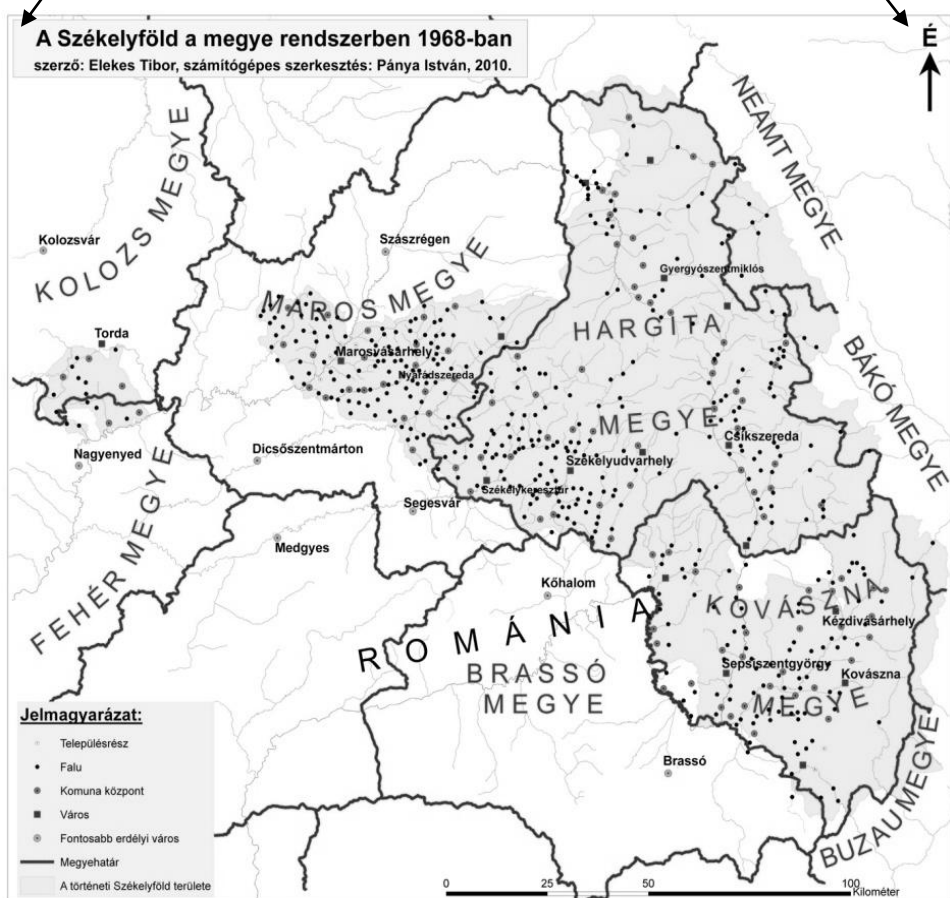 A Székelyföld a megye rendszerben 1968-ban
szerző: Elekes Tibor, számítógépes szerkesztés: Pánya István, 2010.
É
NEAMT MEGYE
KOLOZS MEGYE
Kolozsvár
Szászrégen
Gyergyószentmiklós
MAROS MEGYE
HARGITA
MEGYE
Torda
Marosvásárhely
Nyárádszereda
BÁKÓ MEGYE
Csíkszereda
Dicsőszentmárton
Székelyudvarhely
Nagyenyed
Székelykeresztúr
Segesvár
FEHÉR MEGYE
Medgyes
Kőhalom
KOVÁSZNA
MEGYE
Kézdivásárhely
ROMÁNIA
BRASSÓ
MEGYE
Sepsiszentgyörgy
Kovászna
Brassó
BUZAU MEGYE
Jelmagyarázat:
Településrész
Falu
Komuna központ
Város
Fontosabb erdélyi város
Megyehatár
A történeti Székelyföld területe
0 25 50 100
Kilométer